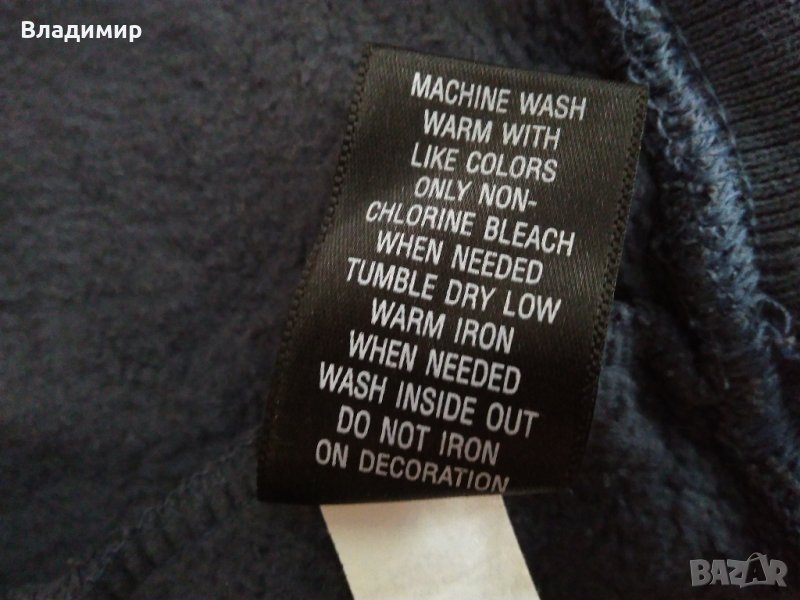 Владимир
MACHINE WASH
WARM WITH
LIKE COLORS
ONLY NON-
CHLORINE BLEACH
WHEN NEEDED
TUMBLE DRY LOW
WARM IRON
WHEN NEEDED
WASH INSIDE OUT
DO NOT IRON
ON DECORATION
BAZAR